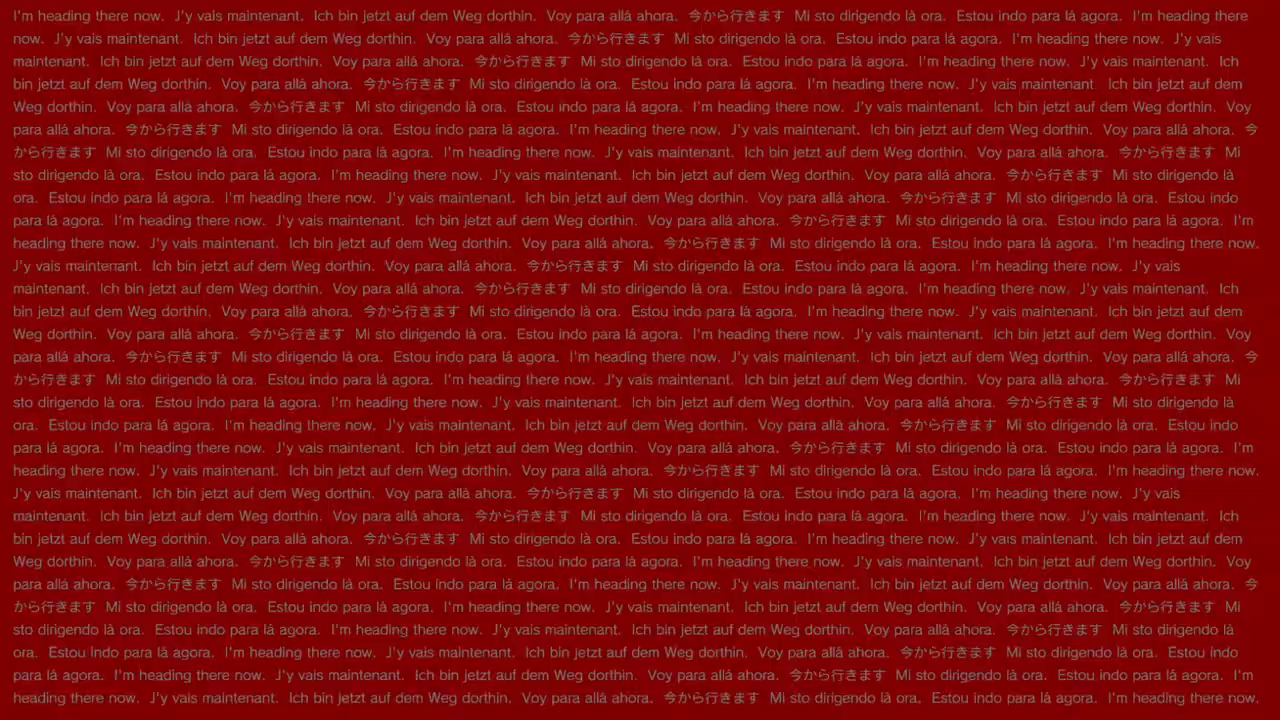 I'm heading there now. J'y vais maintenant. Ich bin jetzt auf dem Weg dorthin. Voy para allá ahora. 今から行きます Mi sto dirigendo là ora. Estou indo para lá agora. I'm heading there
now. J'y vais maintenant. Ich bin jetzt auf dem Weg dorthin. Voy para allá ahora. 今から行きます Mi sto dirigendo là ora. Estou indo para lá agora. I'm heading there now. J'y vais
maintenant. Ich bin jetzt auf dem Weg dorthin. Voy para allá ahora. 今から行きます Mi sto dirigendo là ora. Estou indo para lá agora. I'm heading there now. J'y vais maintenant. Ich
bin jetzt auf dem Weg dorthin. Voy para allá ahora. 今から行きます Mi sto dirigendo là ora. Estou indo para lá agora. I'm heading there now. J'y vais maintenant. Ich bin jetzt auf dem
Weg dorthin. Voy para allá ahora. 今から行きます Mi sto dirigendo là ora. Estou indo para lá agora. I'm heading there now. J'y vais maintenant. Ich bin jetzt auf dem Weg dorthin. Voy
para allá ahora. 今から行きます Mi sto dirigendo là ora. Estou indo para lá agora. I'm heading there now. J'y vais maintenant. Ich bin jetzt auf dem Weg dorthin. Voy para allá ahora. 今
から行きます Mi sto dirigendo là ora. Estou indo para lá agora. I'm heading there now. J'y vais maintenant. Ich bin jetzt auf dem Weg dorthin. Voy para allá ahora. 今から行きます Mi
sto dirigendo là ora. Estou indo para lá agora. I'm heading there now. J'y vais maintenant. Ich bin jetzt auf dem Weg dorthin. Voy para allá ahora. 今から行きます Mi sto dirigendo là
ora. Estou indo para lá agora. I'm heading there now. J'y vais maintenant. Ich bin jetzt auf dem Weg dorthin. Voy para allá ahora. 今から行きます Mi sto dirigendo là ora. Estou indo
para lá agora. I'm heading there now. J'y vais maintenant. Ich bin jetzt auf dem Weg dorthin. Voy para allá ahora. 今から行きます Mi sto dirigendo là ora. Estou indo para lá agora. I'm
heading there now. J'y vais maintenant. Ich bin jetzt auf dem Weg dorthin. Voy para allá ahora. 今から行きます Mi sto dirigendo là ora. Estou indo para lá agora. I'm heading there now.
J'y vais maintenant. Ich bin jetzt auf dem Weg dorthin. Voy para allá ahora. 今から行きます Mi sto dirigendo là ora. Estou indo para lá agora. I'm heading there now. J'y vais
maintenant. Ich bin jetzt auf dem Weg dorthin. Voy para allá ahora. 今から行きます Mi sto dirigendo là ora. Estou indo para lá agora. I'm heading there now. J'y vais maintenant. Ich
bin jetzt auf dem Weg dorthin. Voy para allá ahora. 今から行きます Mi sto dirigendo là ora. Estou indo para lá agora. I'm heading there now. J'y vais maintenant. Ich bin jetzt auf dem
Weg dorthin. Voy para allá ahora. 今から行きます Mi sto dirigendo là ora. Estou indo para lá agora. I'm heading there now. J'y vais maintenant. Ich bin jetzt auf dem Weg dorthin. Voy
para allá ahora. 今から行きます Mi sto dirigendo là ora. Estou indo para lá agora. I'm heading there now. J'y vais maintenant. Ich bin jetzt auf dem Weg dorthin. Voy para allá ahora. 今
から行きます Mi sto dirigendo là ora. Estou indo para lá agora. I'm heading there now. J'y vais maintenant. Ich bin jetzt auf dem Weg dorthin. Voy para allá ahora. 今から行きます Mi
sto dirigendo là ora. Estou indo para lá agora. I'm heading there now. J'y vais maintenant. Ich bin jetzt auf dem Weg dorthin. Voy para allá ahora. 今から行きます Mi sto dirigendo là
ora. Estou indo para lá agora. I'm heading there now. J'y vais maintenant. Ich bin jetzt auf dem Weg dorthin. Voy para allá ahora. 今から行きます Mi sto dirigendo là ora. Estou indo
para lá agora. I'm heading there now. J'y vais maintenant. Ich bin jetzt auf dem Weg dorthin. Voy para allá ahora. 今から行きます Mi sto dirigendo là ora. Estou indo para lá agora. I'm
heading there now. J'y vais maintenant. Ich bin jetzt auf dem Weg dorthin. Voy para allá ahora. 今から行きます Mi sto dirigendo là ora. Estou indo para lá agora. I'm heading there now.
J'y vais maintenant. Ich bin jetzt auf dem Weg dorthin. Voy para allá ahora. 今から行きます Mi sto dirigendo là ora. Estou indo para lá agora. I'm heading there now. J'y vais
maintenant. Ich bin jetzt auf dem Weg dorthin. Voy para allá ahora. 今から行きます Mi sto dirigendo là ora. Estou indo para lá agora. I'm heading there now. J'y vais maintenant. Ich
bin jetzt auf dem Weg dorthin. Voy para allá ahora. 今から行きます Mi sto dirigendo là ora. Estou indo para lá agora. I'm heading there now. J'y vais maintenant. Ich bin jetzt auf dem
Weg dorthin. Voy para allá ahora. 今から行きます Mi sto dirigendo là ora. Estou indo para lá agora. I'm heading there now. J'y vais maintenant. Ich bin jetzt auf dem Weg dorthin. Voy
para allá ahora. 今から行きます Mi sto dirigendo là ora. Estou indo para lá agora. I'm heading there now. J'y vais maintenant. Ich bin jetzt auf dem Weg dorthin. Voy para allá ahora. 今
から行きます Mi sto dirigendo là ora. Estou indo para lá agora. I'm heading there now. J'y vais maintenant. Ich bin jetzt auf dem Weg dorthin. Voy para allá ahora. 今から行きます Mi
sto dirigendo là ora. Estou indo para lá agora. I'm heading there now. J'y vais maintenant. Ich bin jetzt auf dem Weg dorthin. Voy para allá ahora. 今から行きます Mi sto dirigendo là
ora. Estou indo para lá agora. I'm heading there now. J'y vais maintenant. Ich bin jetzt auf dem Weg dorthin. Voy para allá ahora. 今から行きます Mi sto dirigendo là ora. Estou indo
para lá agora. I'm heading there now. J'y vais maintenant. Ich bin jetzt auf dem Weg dorthin. Voy para allá ahora. 今から行きます Mi sto dirigendo là ora. Estou indo para lá agora. I'm
heading there now. J'y vais maintenant. Ich bin jetzt auf dem Weg dorthin. Voy para allá ahora. 今から行きます Mi sto dirigendo là ora. Estou indo para lá agora. I'm heading there now.